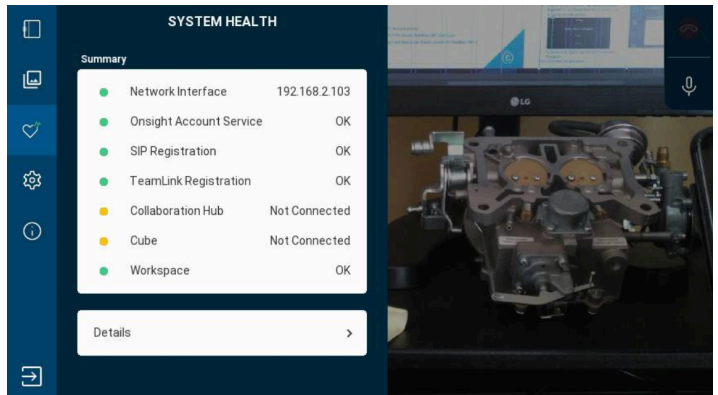 SYSTEM HEALTH
Summary
Network Interface 192.168.2.103
Onsight Account Service OK
SIP Registration OK
TeamLink Registration OK
Collaboration Hub Not Connected
Cube Not Connected
Workspace OK
Details
LG